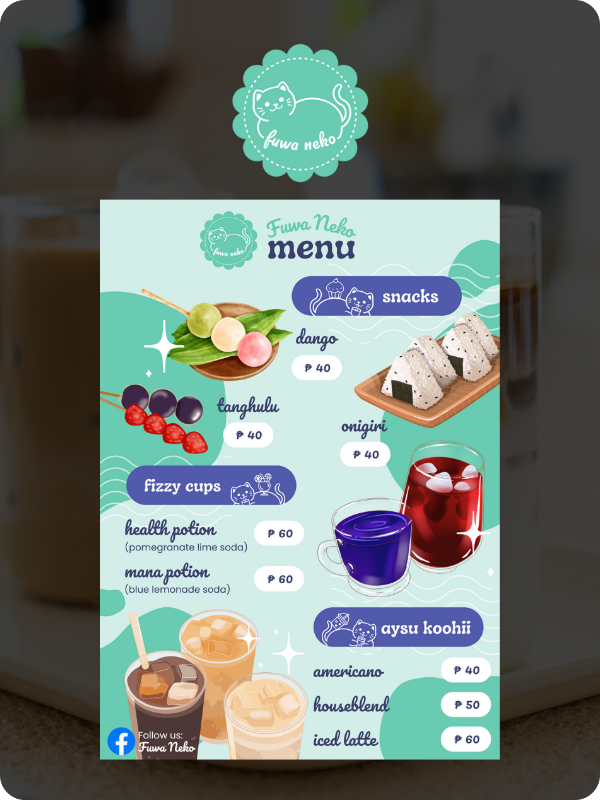 fuwa neko
fuwa neko
Fuwa Neko
menu
snacks
dango
₱ 40
tanghulu
₱ 40
onigiri
₱ 40
fizzy cups
health potion
(pomegranate lime soda)
₱ 60
mana potion
(blue lemonade soda)
₱ 60
aysu koohii
americano
₱ 40
houseblend
₱ 50
iced latte
₱ 60
Follow us:
Fuwa Neko